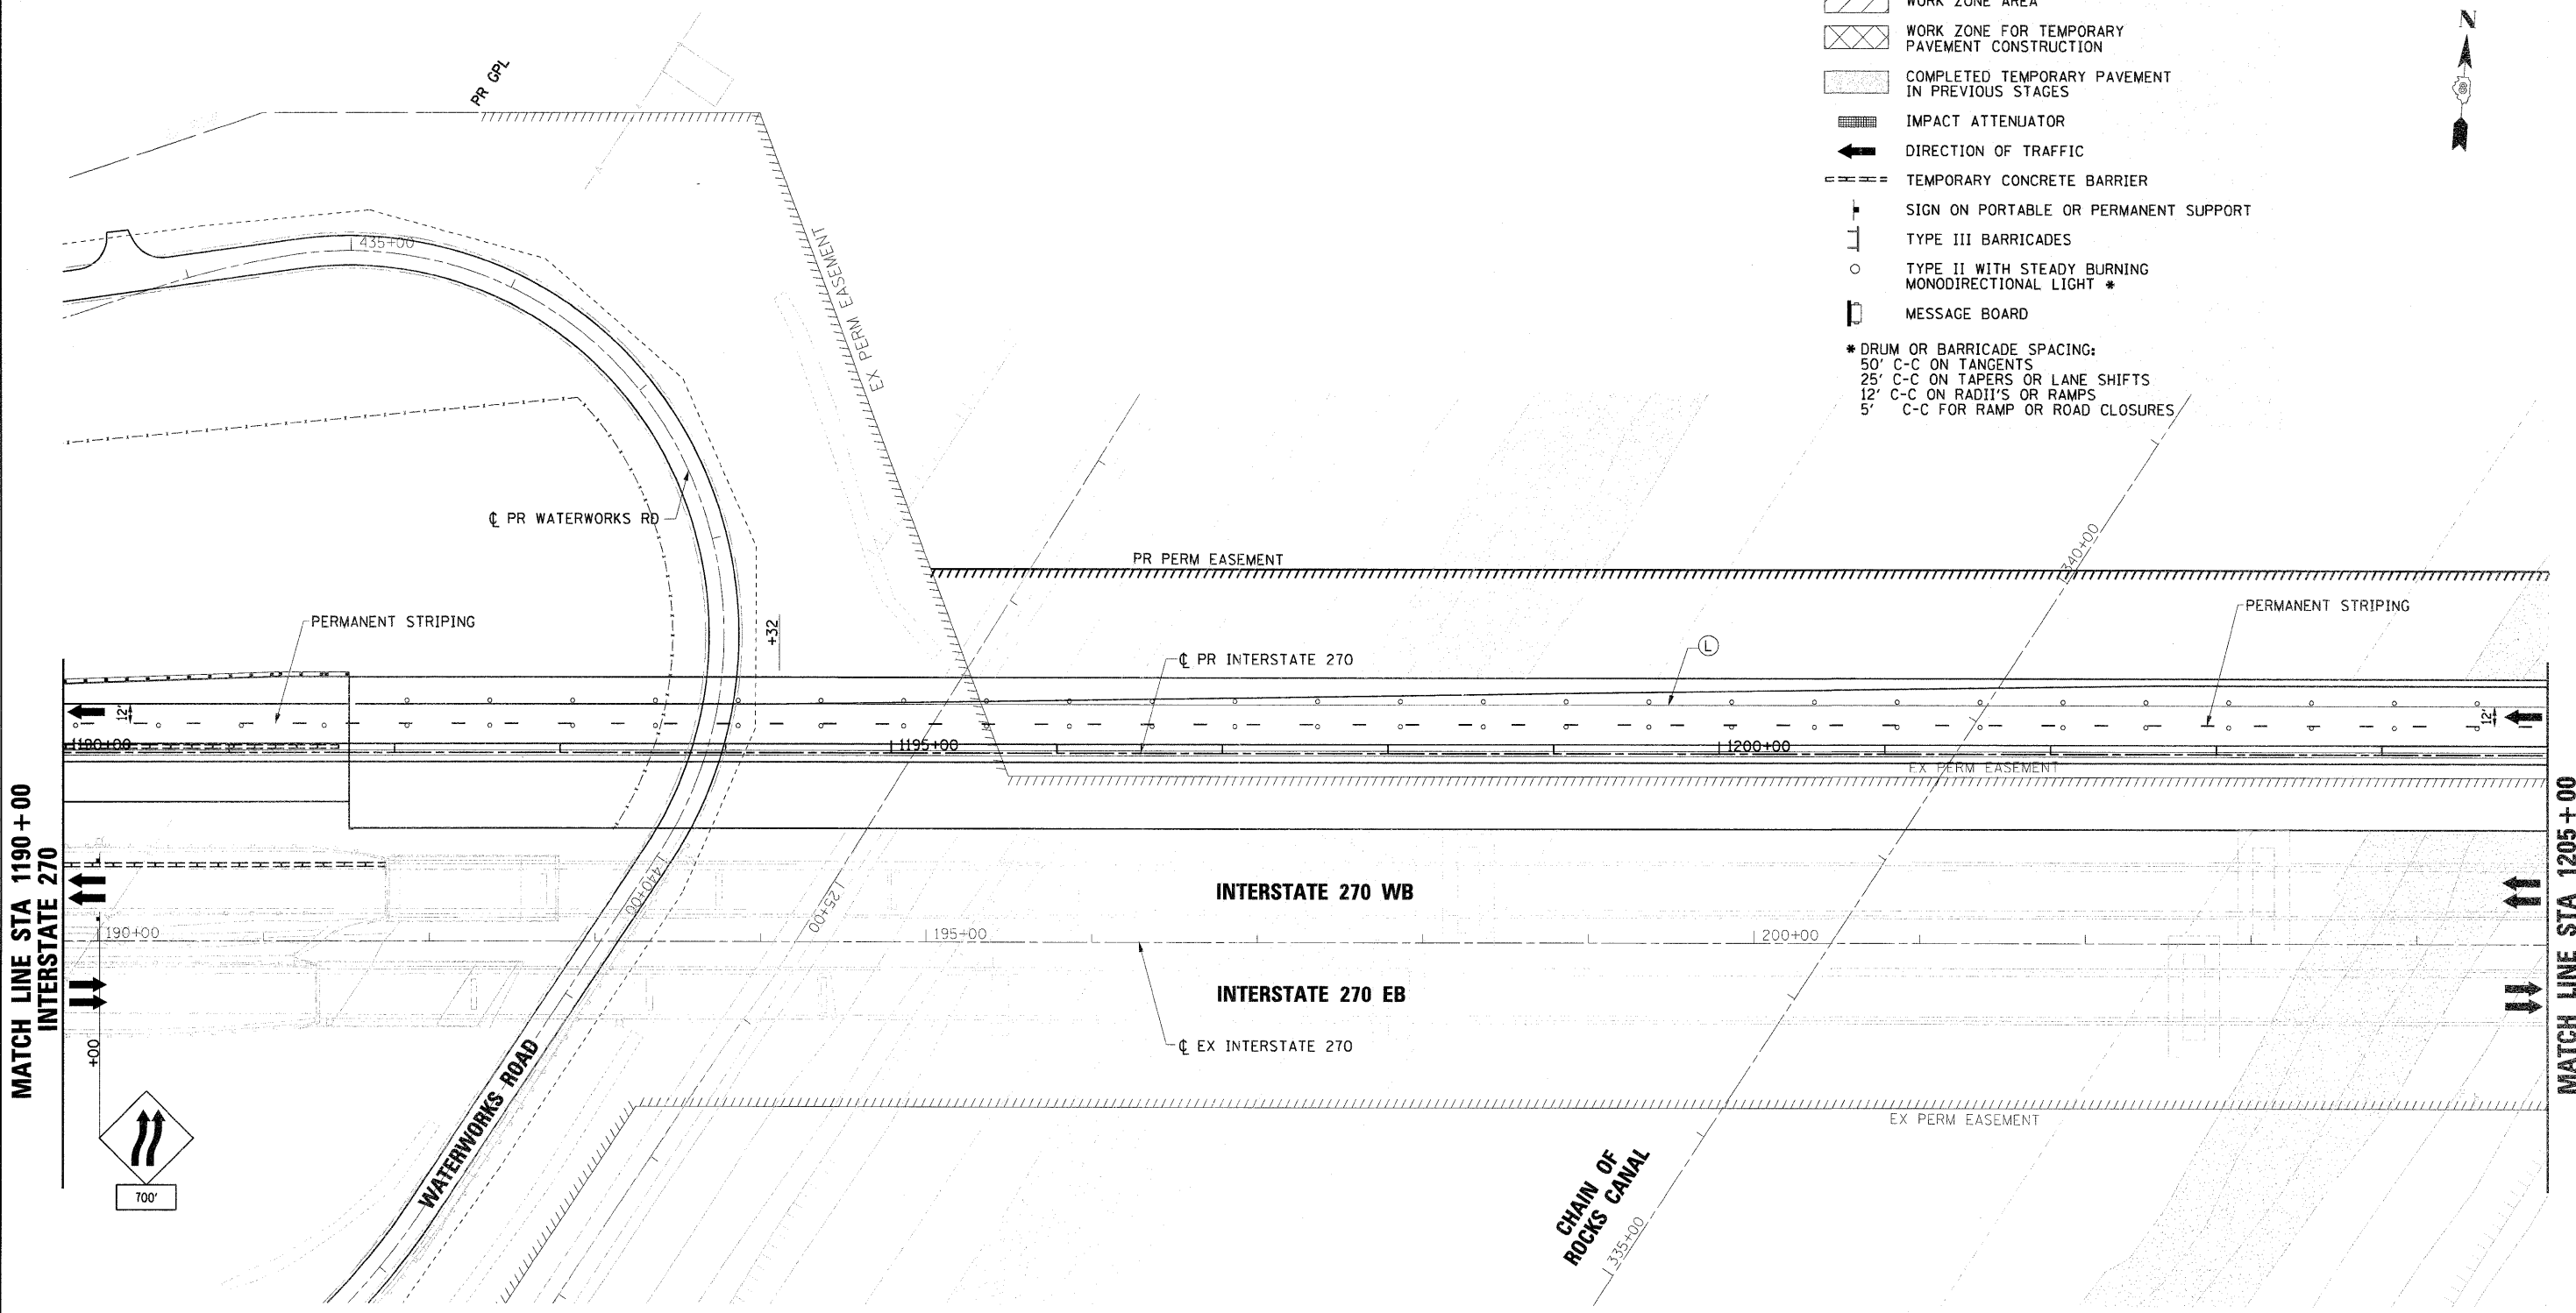 WORK ZONE AREA
WORK ZONE FOR TEMPORARY
PAVEMENT CONSTRUCTION
COMPLETED TEMPORARY PAVEMENT
IN PREVIOUS STAGES
IMPACT ATTENUATOR
DIRECTION OF TRAFFIC
TEMPORARY CONCRETE BARRIER
SIGN ON PORTABLE OR PERMANENT SUPPORT
TYPE III BARRICADES
TYPE II WITH STEADY BURNING
MONODIRECTIONAL LIGHT *
MESSAGE BOARD
* DRUM OR BARRICADE SPACING:
50' C-C ON TANGENTS
25' C-C ON TAPERS OR LANE SHIFTS
12' C-C ON RADII'S OR RAMPS
5' C-C FOR RAMP OR ROAD CLOSURES
N
PR GPL
435+00
EX PERM EASEMENT
℄ PR WATERWORKS RD
PR PERM EASEMENT
340+00
PERMANENT STRIPING
+32
℄ PR INTERSTATE 270
L
PERMANENT STRIPING
12'
12'
1190+00
1195+00
1200+00
EX PERM EASEMENT
MATCH LINE STA 1190+00
INTERSTATE 270
MATCH LINE STA 1205+00
440+00
25+00
INTERSTATE 270 WB
190+00
195+00
200+00
INTERSTATE 270 EB
℄ EX INTERSTATE 270
+00
700'
WATERWORKS ROAD
EX PERM EASEMENT
CHAIN OF
ROCKS CANAL
335+00